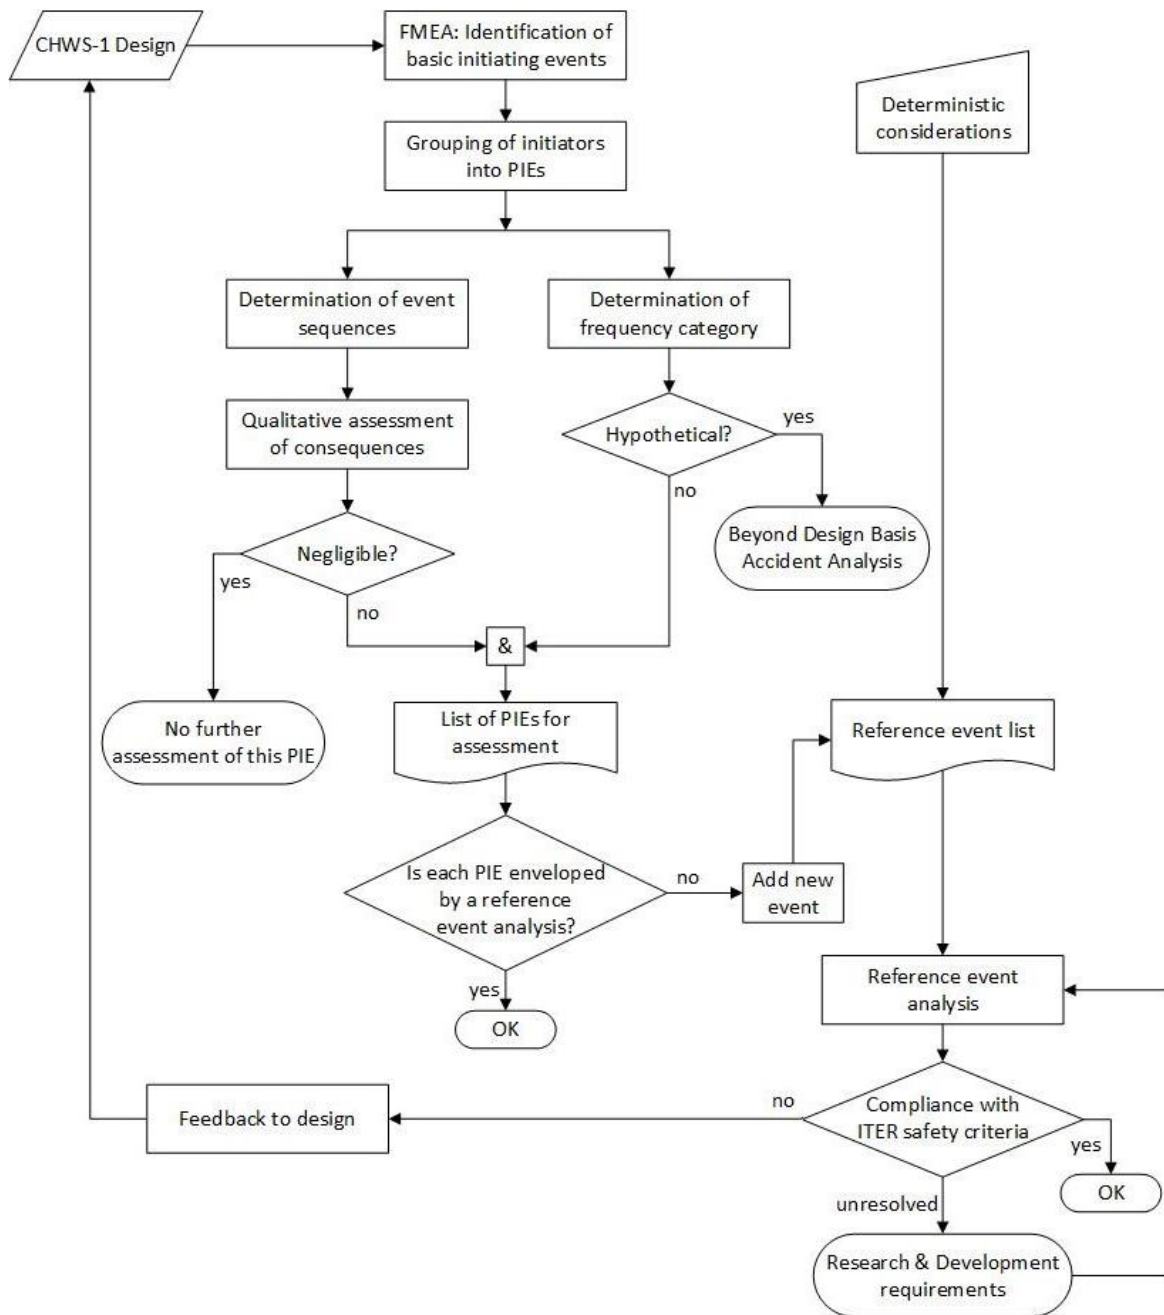 CHWS-1 Design
FMEA: Identification of
basic initiating events
Deterministic
considerations
Grouping of initiators
into PIEs
Determination of event
sequences
Determination of
frequency category
Qualitative assessment
of consequences
Hypothetical?
yes
no
Beyond Design Basis
Accident Analysis
Negligible?
yes
no
&
No further
assessment of this PIE
List of PIEs for
assessment
Reference event list
Is each PIE enveloped
by a reference
event analysis?
no
Add new
event
yes
OK
Reference event
analysis
Feedback to design
no
Compliance with
ITER safety criteria
yes
OK
unresolved
Research & Development
requirements